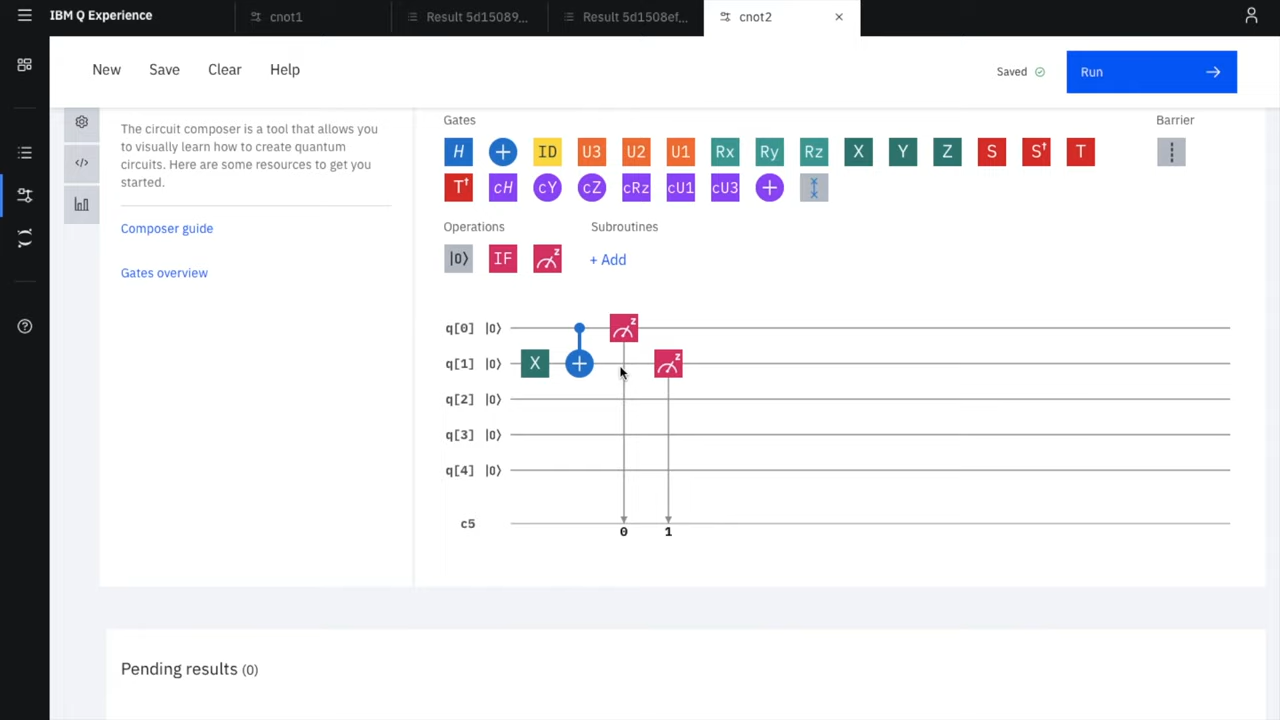 IBM Q Experience
cnot1
Result 5d15089...
Result 5d1508ef...
cnot2
New Save Clear Help
Saved
Run
The circuit composer is a tool that allows you
to visually learn how to create quantum
circuits. Here are some resources to get you
started.
Composer guide
Gates overview
Gates
Barrier
H ID U3 U2 U1 Rx Ry Rz X Y Z S S† T
T† cH cY cZ cRz cU1 cU3
Operations
Subroutines
|0⟩ IF z
+ Add
q[0] |0⟩ z
q[1] |0⟩ X z
q[2] |0⟩
q[3] |0⟩
q[4] |0⟩
c5
0 1
Pending results (0)